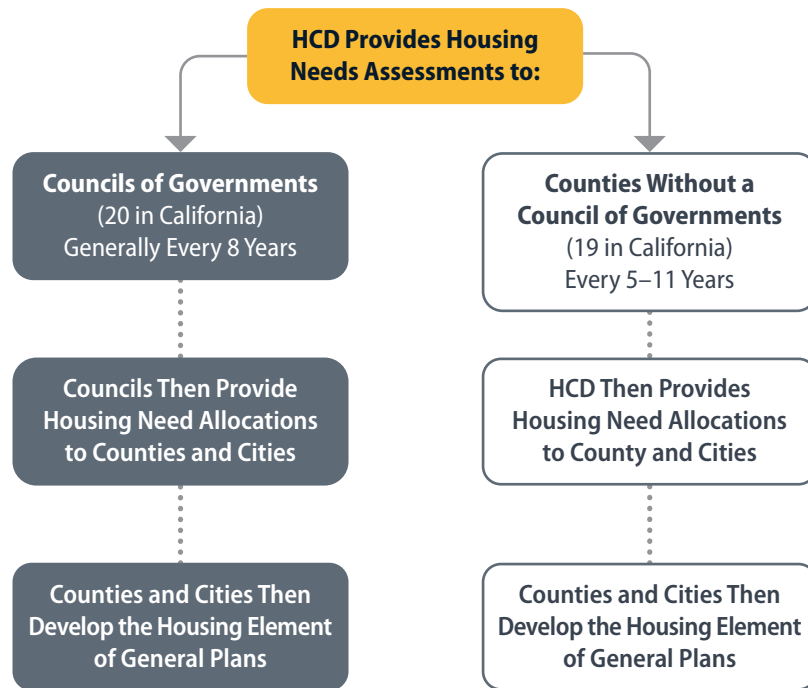 HCD Provides Housing
Needs Assessments to:
Councils of Governments
(20 in California)
Generally Every 8 Years
Counties Without a
Council of Governments
(19 in California)
Every 5–11 Years
Councils Then Provide
Housing Need Allocations
to Counties and Cities
HCD Then Provides
Housing Need Allocations
to County and Cities
Counties and Cities Then
Develop the Housing Element
of General Plans
Counties and Cities Then
Develop the Housing Element
of General Plans